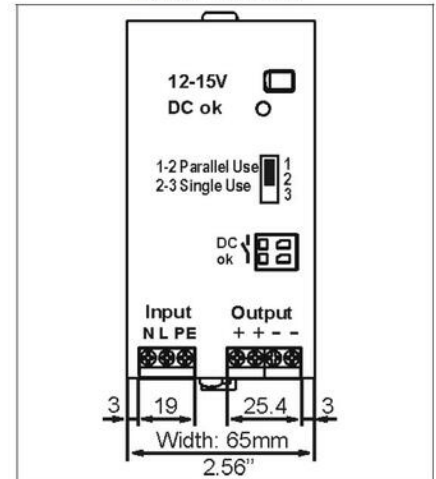 12-15V
DC ok
1-2 Parallel Use 1
2-3 Single Use 2
3
DC
ok
Input Output
N L PE + + - -
3 19 25.4 3
Width: 65mm
2.56"